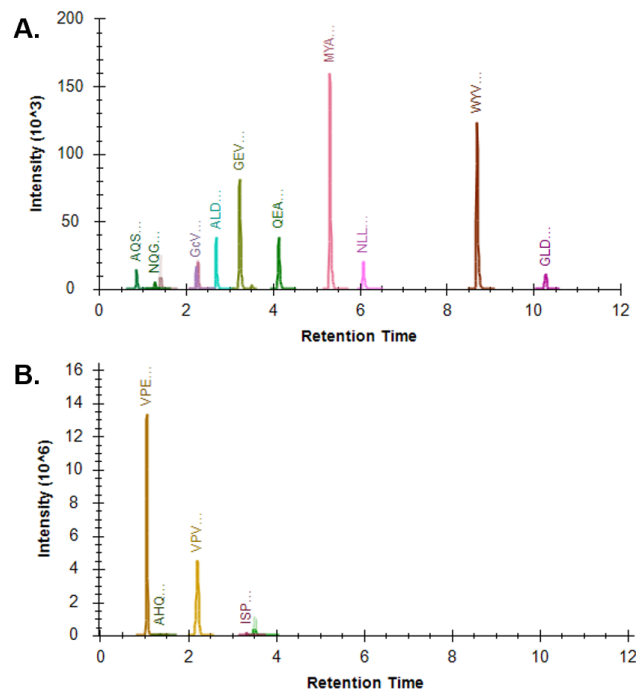 A.
200
150
100
50
0
Intensity (10^3)
AQS...
NQG...
GcV...
ALD...
GEV...
QEA...
MYA...
NLL...
WYV...
GLD...
0 2 4 6 8 10 12
Retention Time
B.
16
14
12
10
8
6
4
2
0
Intensity (10^6)
VPE...
AHQ...
VPV...
ISP...
0 2 4 6 8 10 12
Retention Time